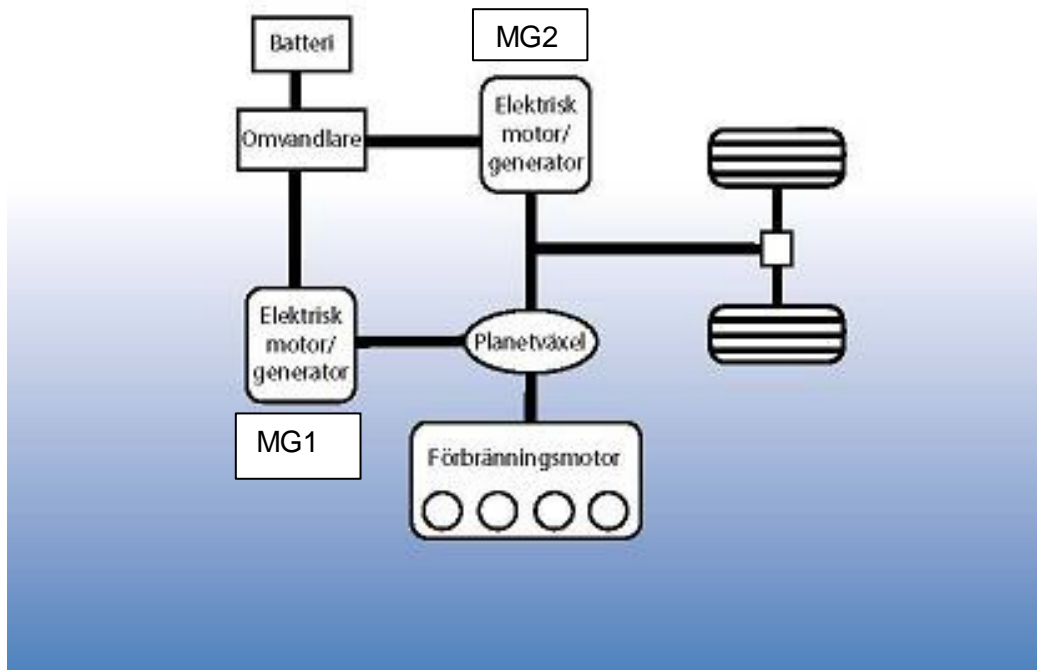 Batteri
MG2
Omvandlare
Elektrisk
motor/
generator
Elektrisk
motor/
generator
Planetväxel
MG1
Förbränningsmotor